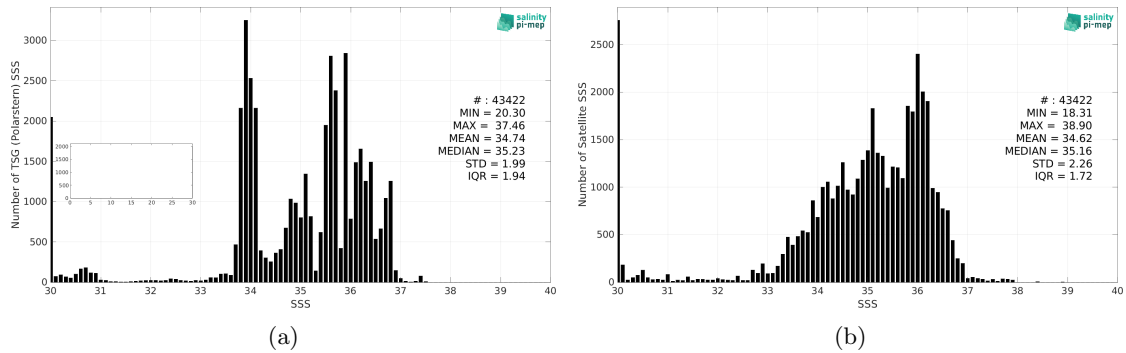 salinity
pi-mep
Number of TSG (Polarstern) SSS
3000
2500
2000
1500
1000
500
0
# : 43422
MIN = 20.30
MAX = 37.46
MEAN = 34.74
MEDIAN = 35.23
STD = 1.99
IQR = 1.94
2000
1500
1000
500
0
0 5 10 15 20 25 30
30 31 32 33 34 35 36 37 38 39 40
SSS
(a)
salinity
pi-mep
Number of Satellite SSS
2500
2000
1500
1000
500
0
# : 43422
MIN = 18.31
MAX = 38.90
MEAN = 34.62
MEDIAN = 35.16
STD = 2.26
IQR = 1.72
30 31 32 33 34 35 36 37 38 39 40
SSS
(b)